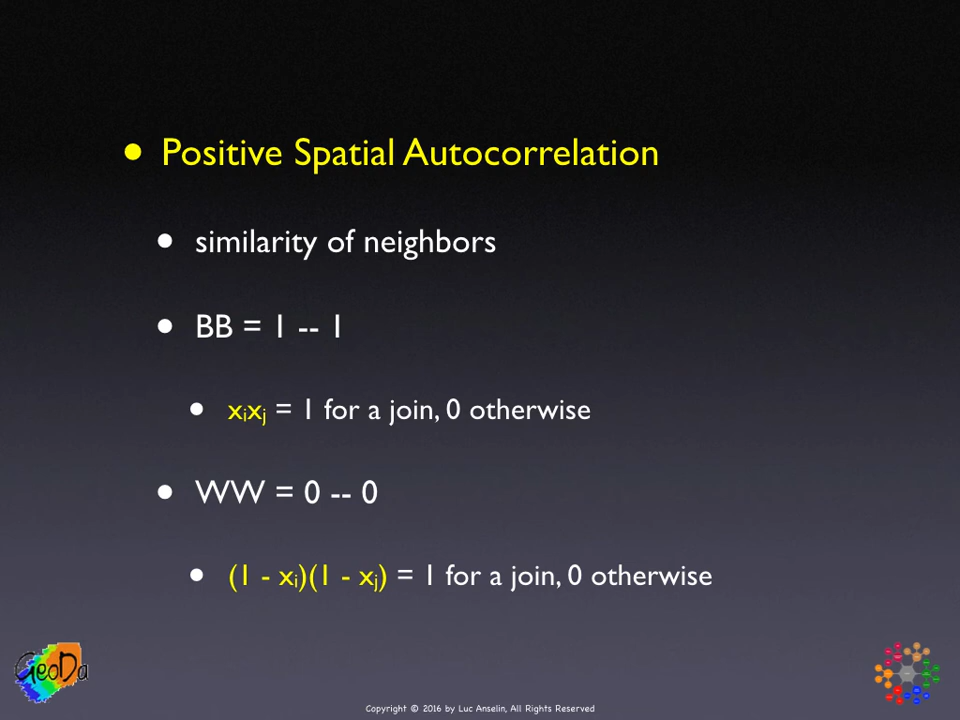 • Positive Spatial Autocorrelation
• similarity of neighbors
• BB = 1 -- 1
• xᵢxⱼ = 1 for a join, 0 otherwise
• WW = 0 -- 0
• (1 - xᵢ)(1 - xⱼ) = 1 for a join, 0 otherwise
GeoDa
Copyright © 2016 by Luc Anselin, All Rights Reserved